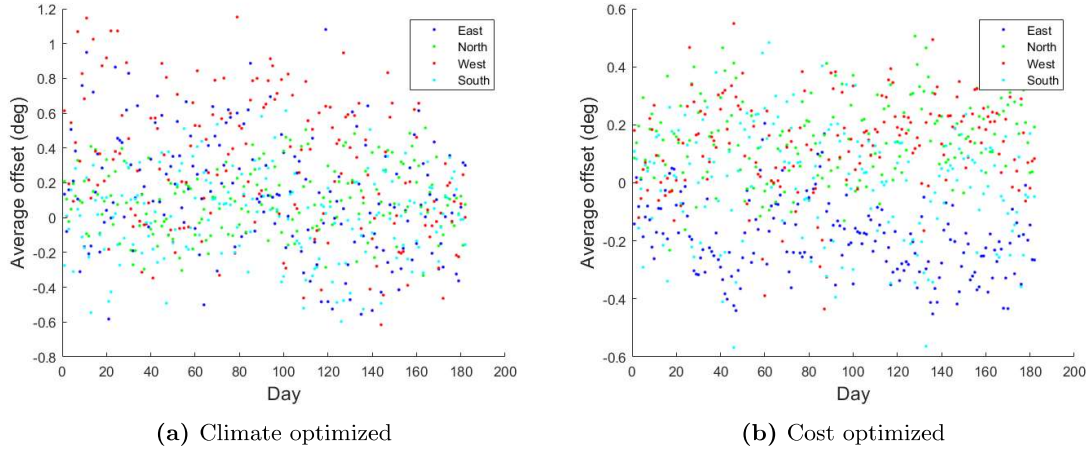 1.2
1
0.8
0.6
0.4
0.2
0
-0.2
-0.4
-0.6
-0.8
Average offset (deg)
0 20 40 60 80 100 120 140 160 180 200
Day
East
North
West
South
(a) Climate optimized
0.6
0.4
0.2
0
-0.2
-0.4
-0.6
Average offset (deg)
0 20 40 60 80 100 120 140 160 180 200
Day
East
North
West
South
(b) Cost optimized